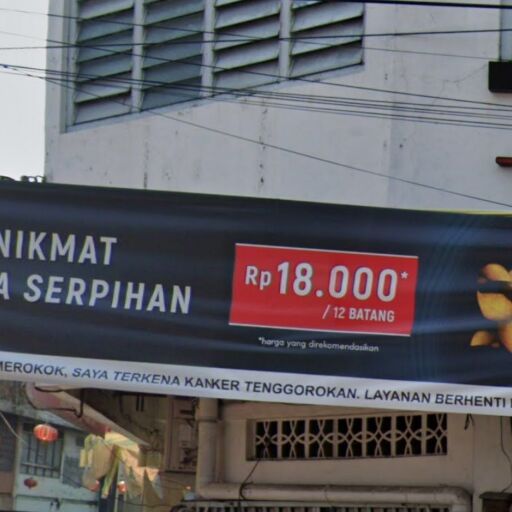 NIKMAT
A SERPIHAN
Rp 18.000*
/ 12 BATANG
*harga yang direkomendasikan
MEROKOK, SAYA TERKENA KANKER TENGGOROKAN. LAYANAN BERHENTI